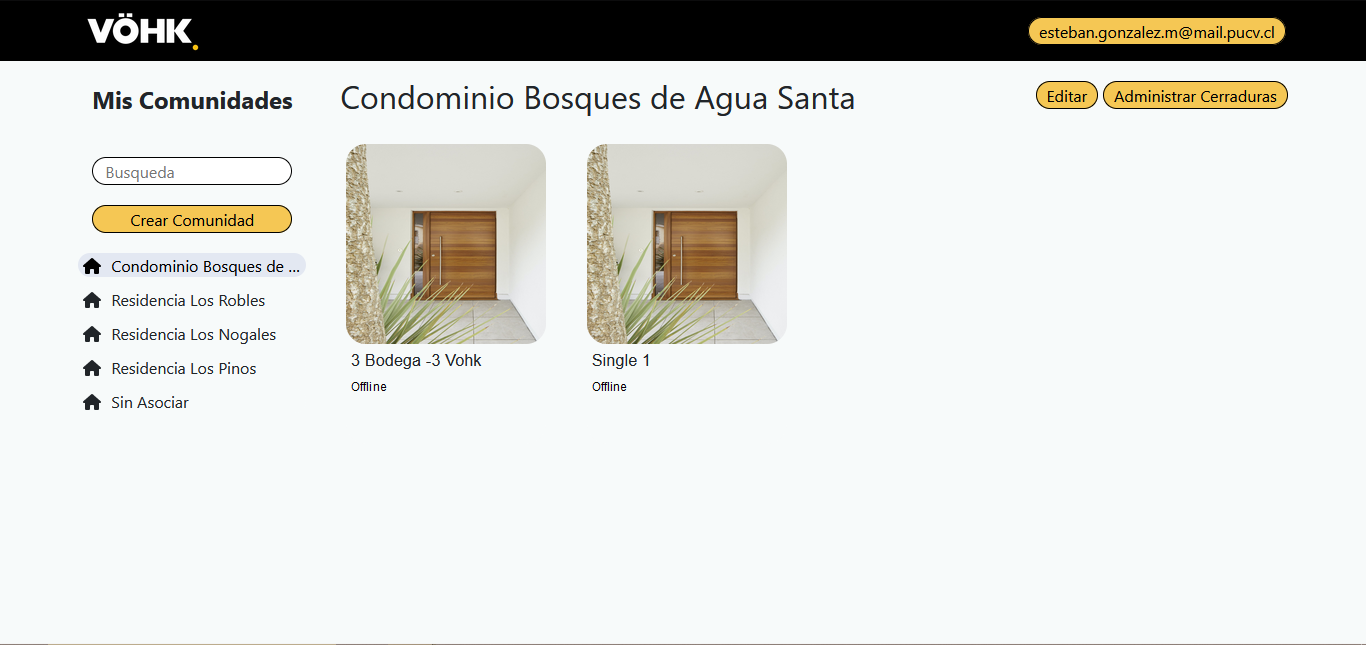 VÖHK.
esteban.gonzalez.m@mail.pucv.cl
Mis Comunidades
Busqueda
Crear Comunidad
Condominio Bosques de ...
Residencia Los Robles
Residencia Los Nogales
Residencia Los Pinos
Sin Asociar
Condominio Bosques de Agua Santa
Editar
Administrar Cerraduras
3 Bodega -3 Vohk
Offline
Single 1
Offline